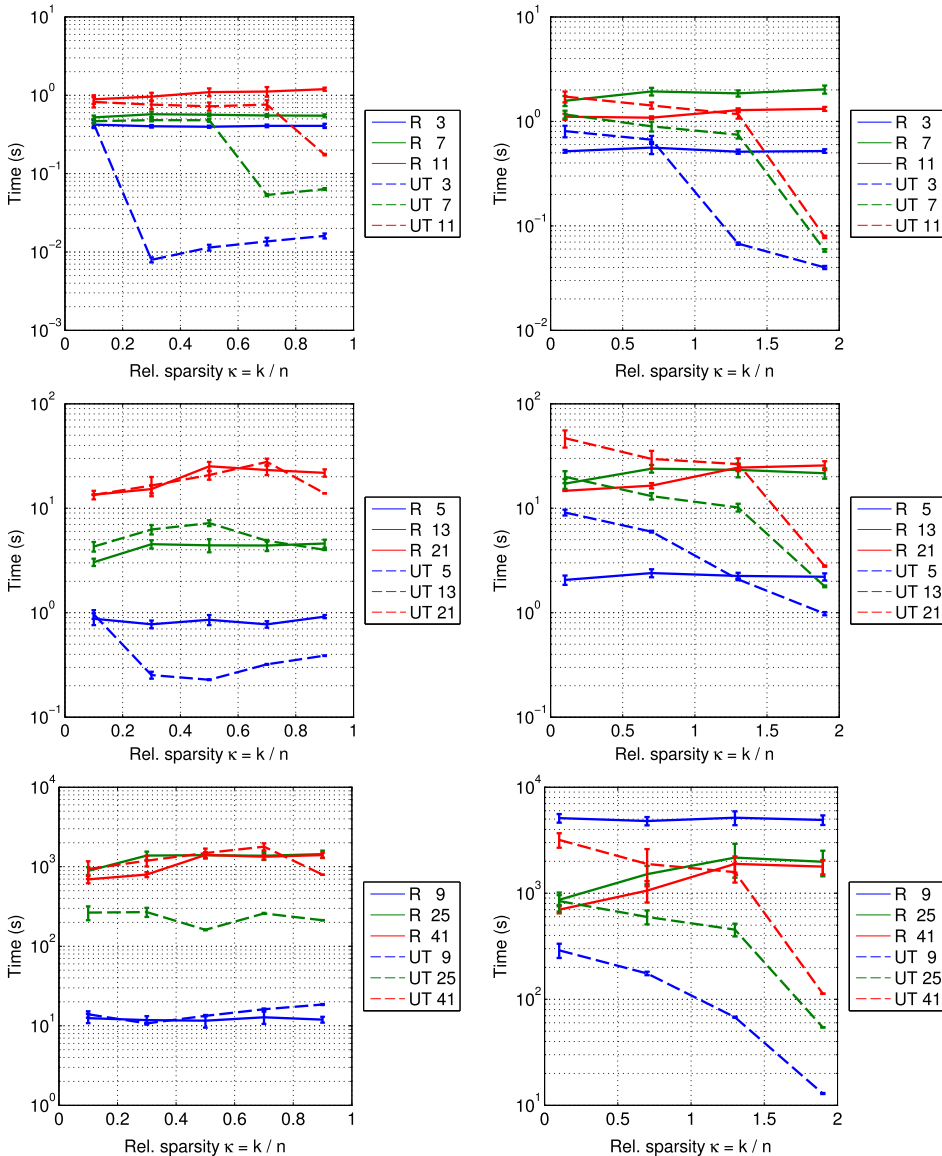 10^1
10^0
10^-1
10^-2
10^-3
Time (s)
0 0.2 0.4 0.6 0.8 1
Rel. sparsity κ = k / n
R 3
R 7
R 11
UT 3
UT 7
UT 11
10^1
10^0
10^-1
10^-2
Time (s)
0 0.5 1 1.5 2
Rel. sparsity κ = k / n
R 3
R 7
R 11
UT 3
UT 7
UT 11
10^2
10^1
10^0
10^-1
Time (s)
0 0.2 0.4 0.6 0.8 1
Rel. sparsity κ = k / n
R 5
R 13
R 21
UT 5
UT 13
UT 21
10^2
10^1
10^0
10^-1
Time (s)
0 0.5 1 1.5 2
Rel. sparsity κ = k / n
R 5
R 13
R 21
UT 5
UT 13
UT 21
10^4
10^3
10^2
10^1
10^0
Time (s)
0 0.2 0.4 0.6 0.8 1
Rel. sparsity κ = k / n
R 9
R 25
R 41
UT 9
UT 25
UT 41
10^4
10^3
10^2
10^1
Time (s)
0 0.5 1 1.5 2
Rel. sparsity κ = k / n
R 9
R 25
R 41
UT 9
UT 25
UT 41